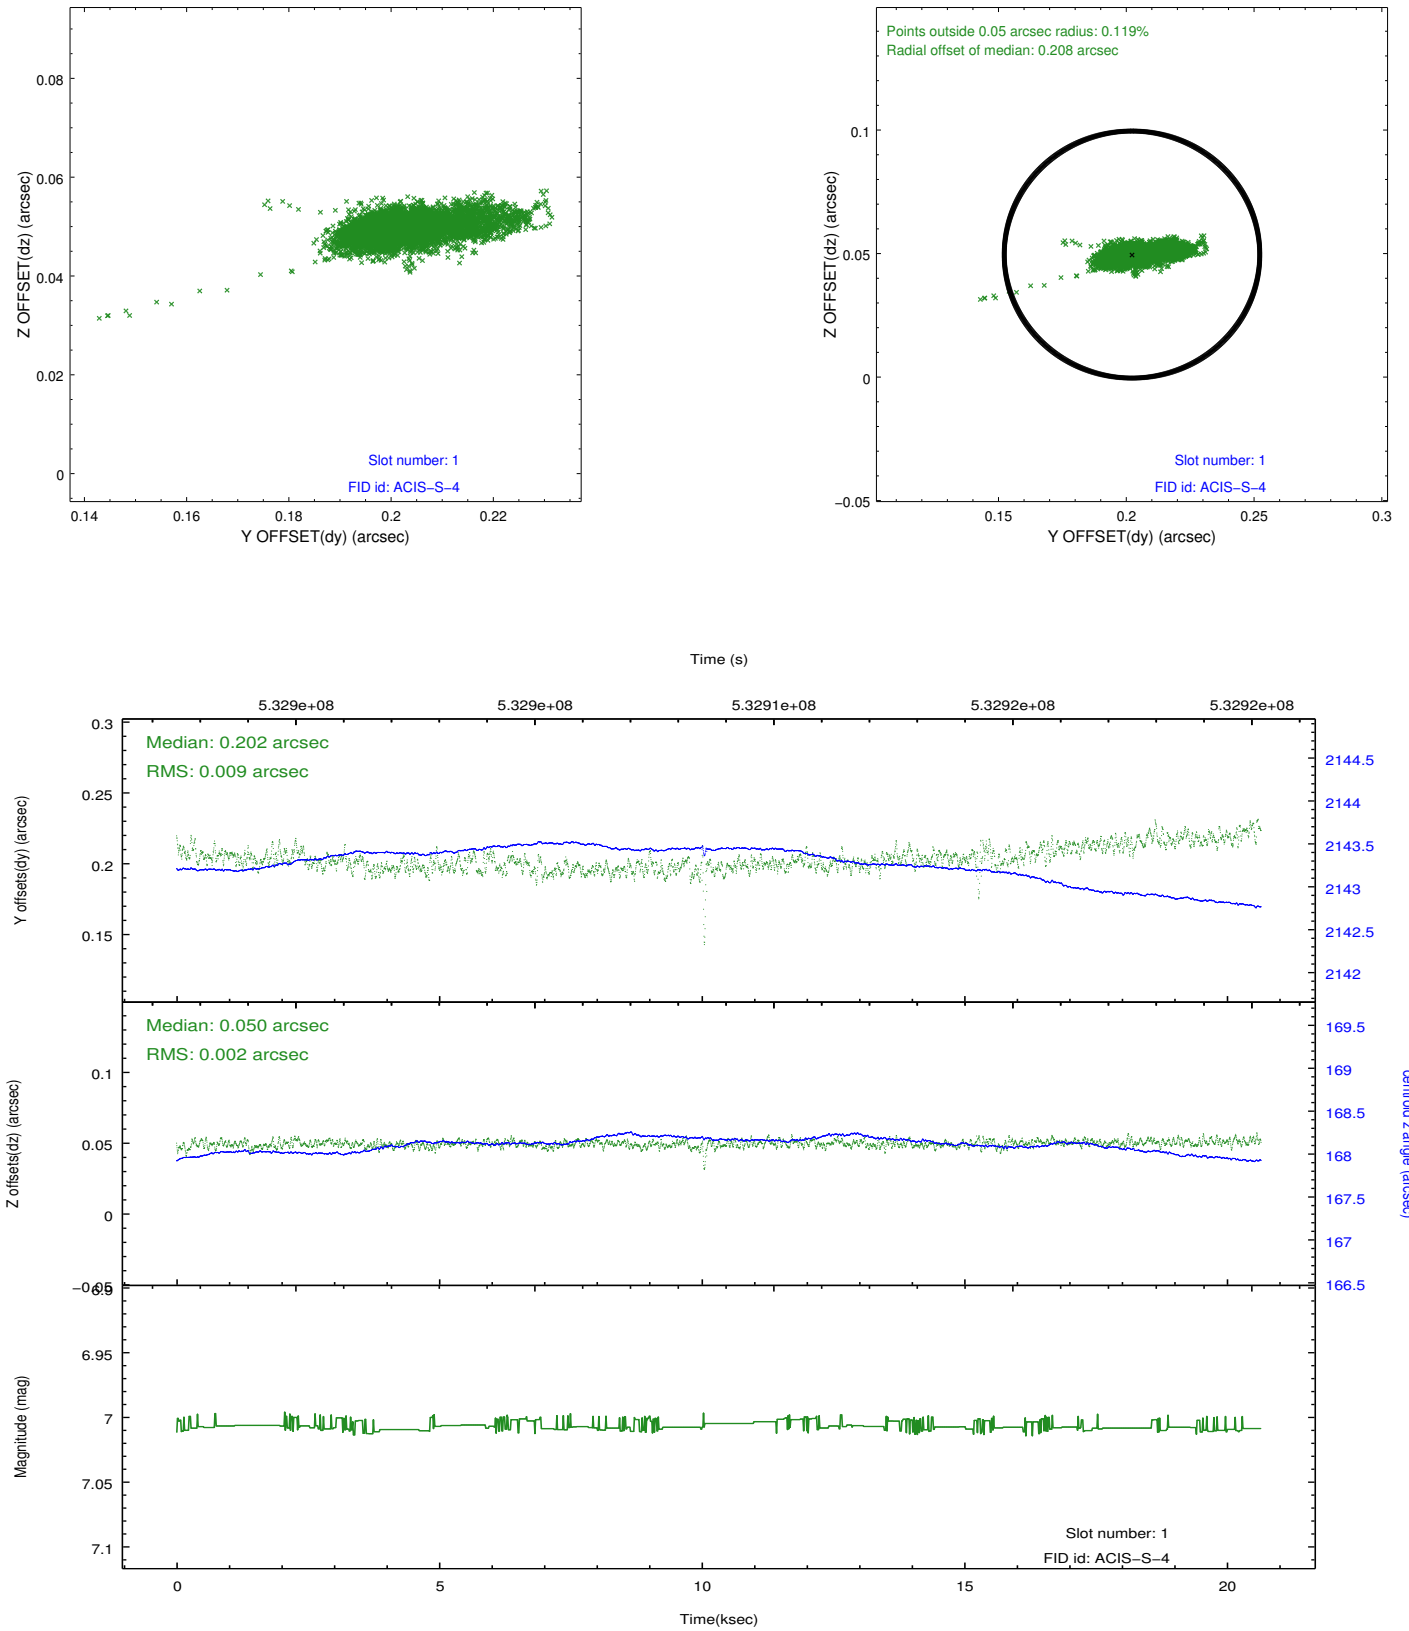 0.08
0.06
0.04
0.02
0
Z OFFSET(dz) (arcsec)
Slot number: 1
FID id: ACIS−S−4
0.14 0.16 0.18 0.2 0.22
Y OFFSET(dy) (arcsec)
Points outside 0.05 arcsec radius: 0.119%
Radial offset of median: 0.208 arcsec
0.1
0.05
0
−0.05
Z OFFSET(dz) (arcsec)
Slot number: 1
FID id: ACIS−S−4
0.15 0.2 0.25 0.3
Y OFFSET(dy) (arcsec)
Time (s)
5.329e+08 5.329e+08 5.3291e+08 5.3292e+08 5.3292e+08
Median: 0.202 arcsec
RMS: 0.009 arcsec
0.3
0.25
0.2
0.15
Y offsets(dy) (arcsec)
2144.5
2144
2143.5
2143
2142.5
2142
Median: 0.050 arcsec
RMS: 0.002 arcsec
0.1
0.05
0
−0.05
Z offsets(dz) (arcsec)
169.5
169
168.5
168
167.5
167
166.5
centroid z angle (arcsec)
6.9
6.95
7
7.05
7.1
Magnitude (mag)
Slot number: 1
FID id: ACIS−S−4
0 5 10 15 20
Time(ksec)